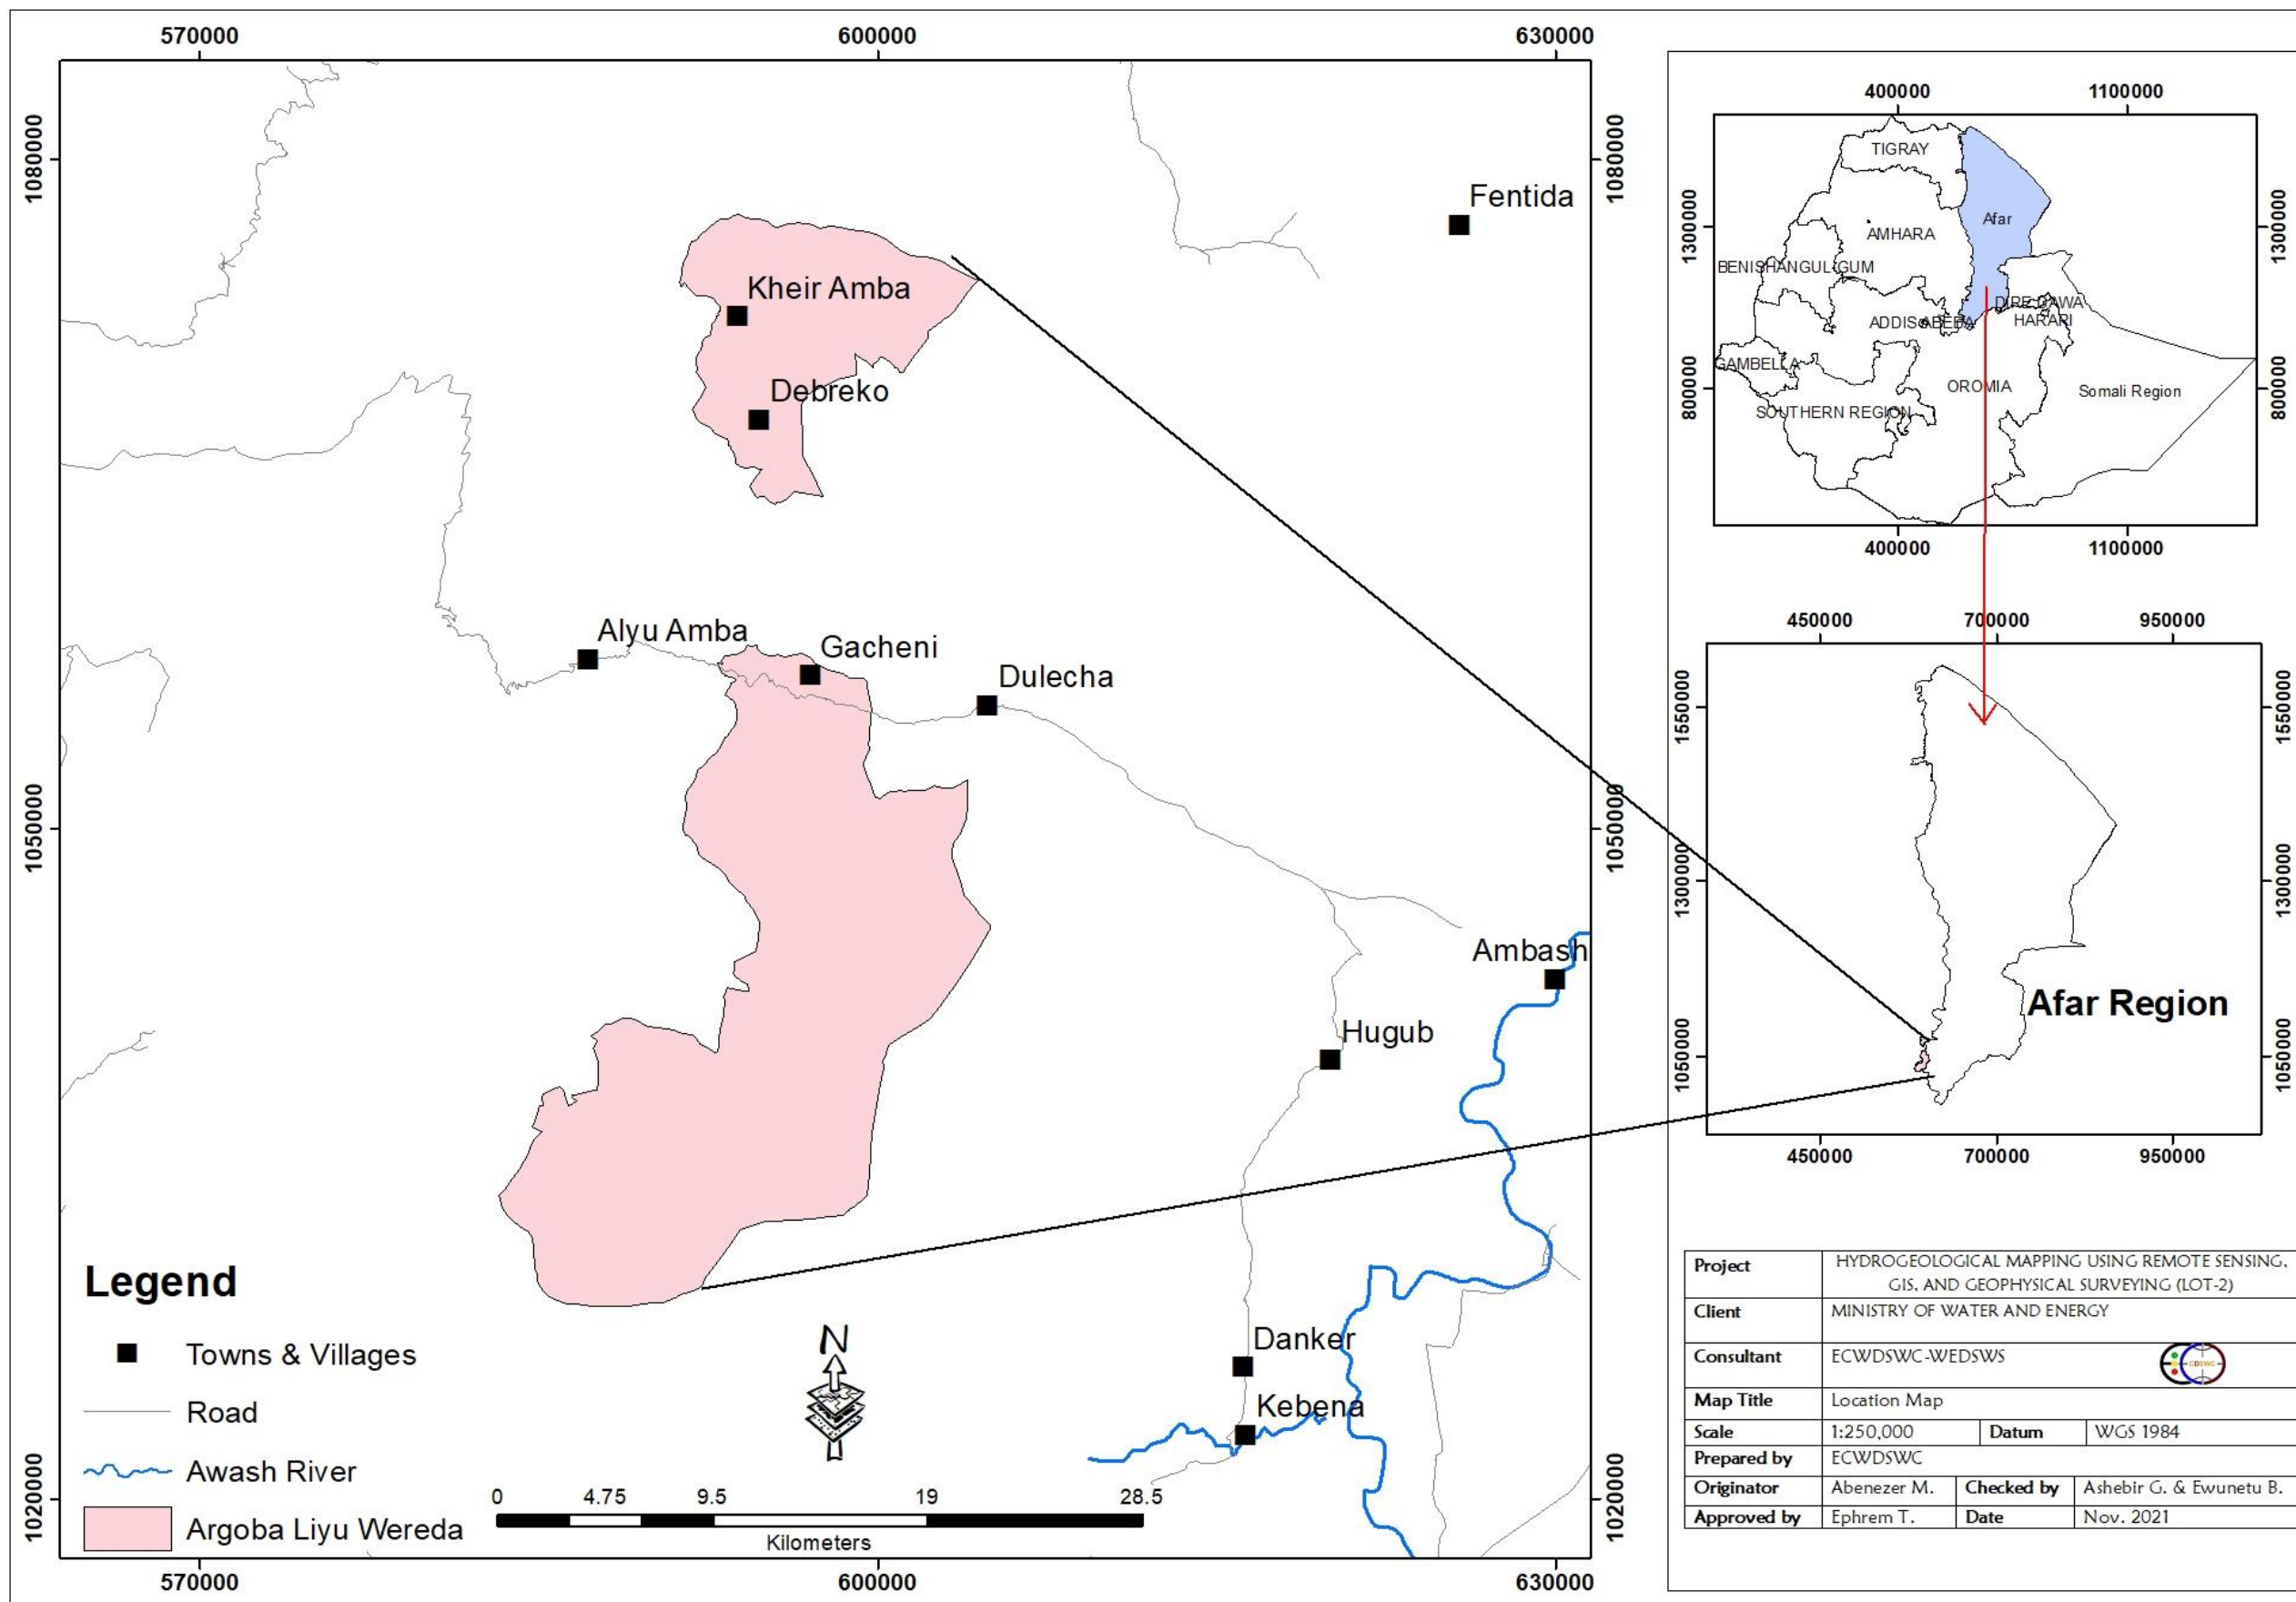 570000 600000 630000
1080000 1080000
Fentida
Kheir Amba
Debreko
Alyu Amba
Gacheni
Dulecha
1050000 1050000
Ambash
Hugub
Danker
Kebena
1020000 1020000
Legend
Towns & Villages
Road
Awash River
Argoba Liyu Wereda
N
0 4.75 9.5 19 28.5
Kilometers
570000 600000 630000
400000 1100000
1300000 1300000
800000 800000
TIGRAY
Afar
AMHARA
BENISHANGUL-GUM
DIRE DAWA
ADDIS ABEBA
HARARI
GAMBELLA
OROMIA
Somali Region
SOUTHERN REGION
400000 1100000
450000 700000 950000
1550000 1550000
1300000 1300000
Afar Region
1050000 1050000
450000 700000 950000
Project HYDROGEOLOGICAL MAPPING USING REMOTE SENSING,
GIS, AND GEOPHYSICAL SURVEYING (LOT-2)
Client MINISTRY OF WATER AND ENERGY
Consultant ECWDSWC-WEDSWS
CDSWC
Map Title Location Map
Scale 1:250,000 Datum WGS 1984
Prepared by ECWDSWC
Originator Abenezer M. Checked by Ashebir G. & Ewunetu B.
Approved by Ephrem T. Date Nov. 2021